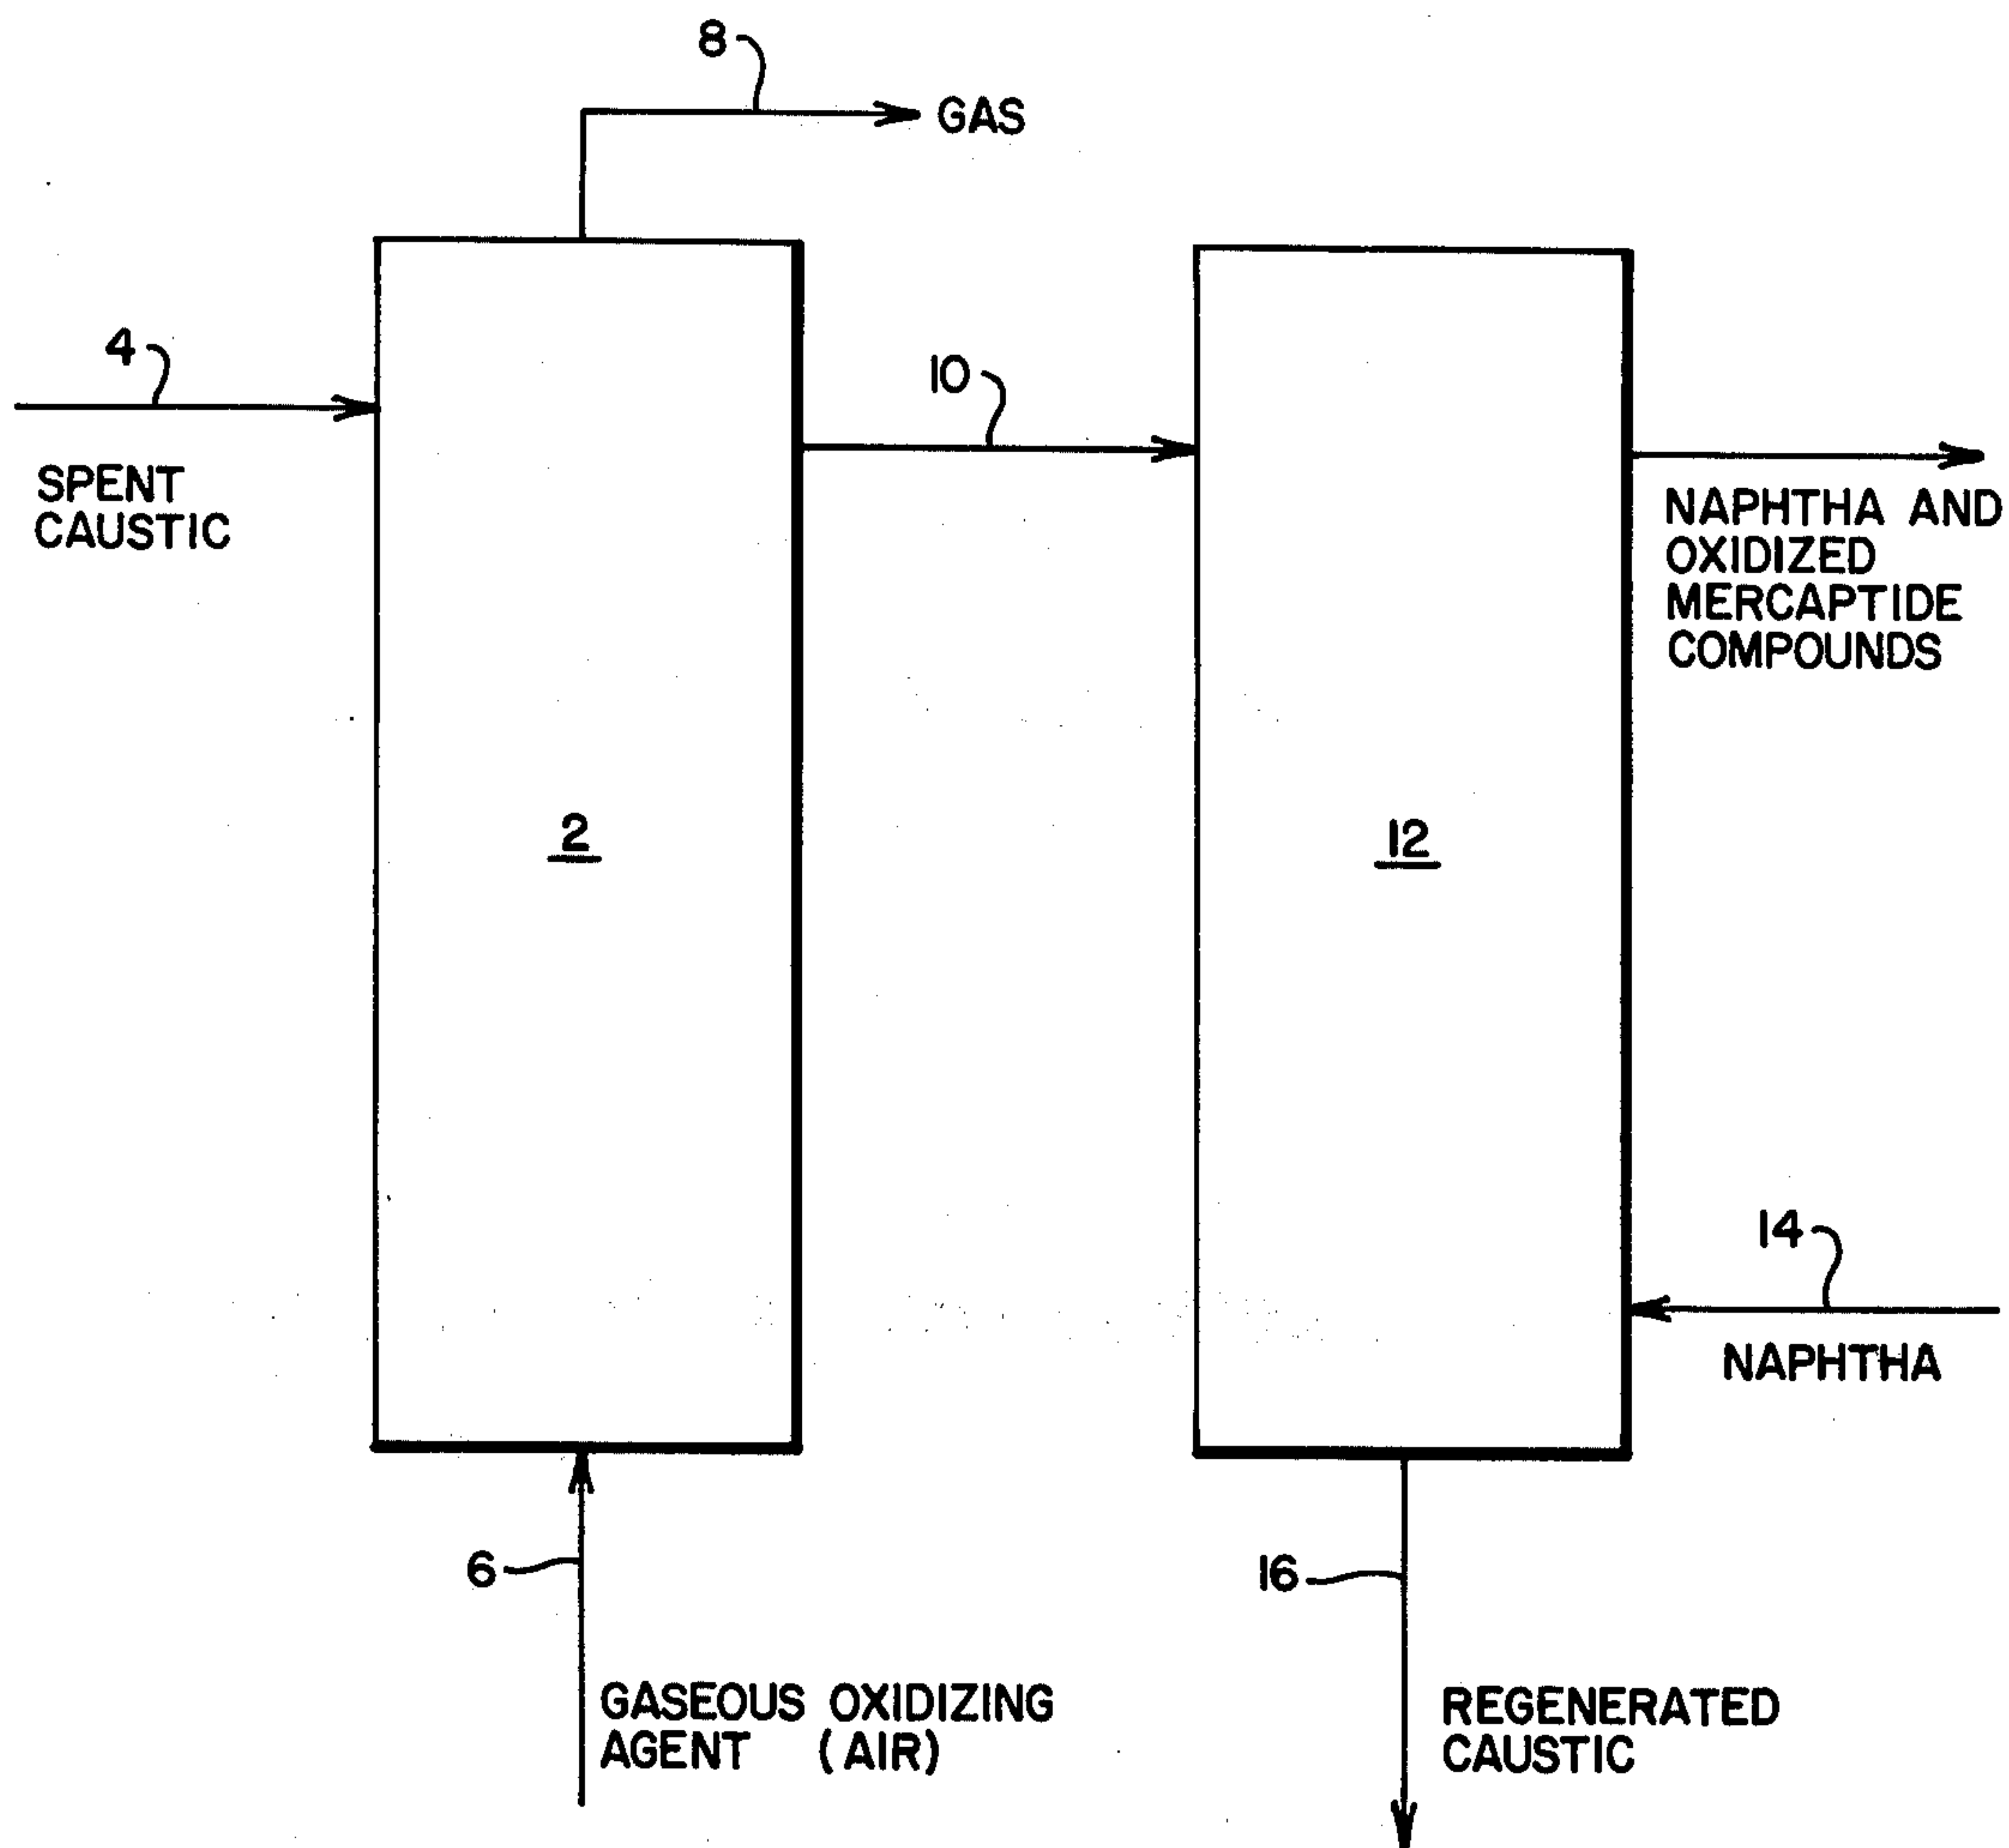 8
GAS
4
10
SPENT
CAUSTIC
NAPHTHA AND
OXIDIZED
MERCAPTIDE
COMPOUNDS
2
12
14
NAPHTHA
6
16
GASEOUS OXIDIZING
AGENT (AIR)
REGENERATED
CAUSTIC